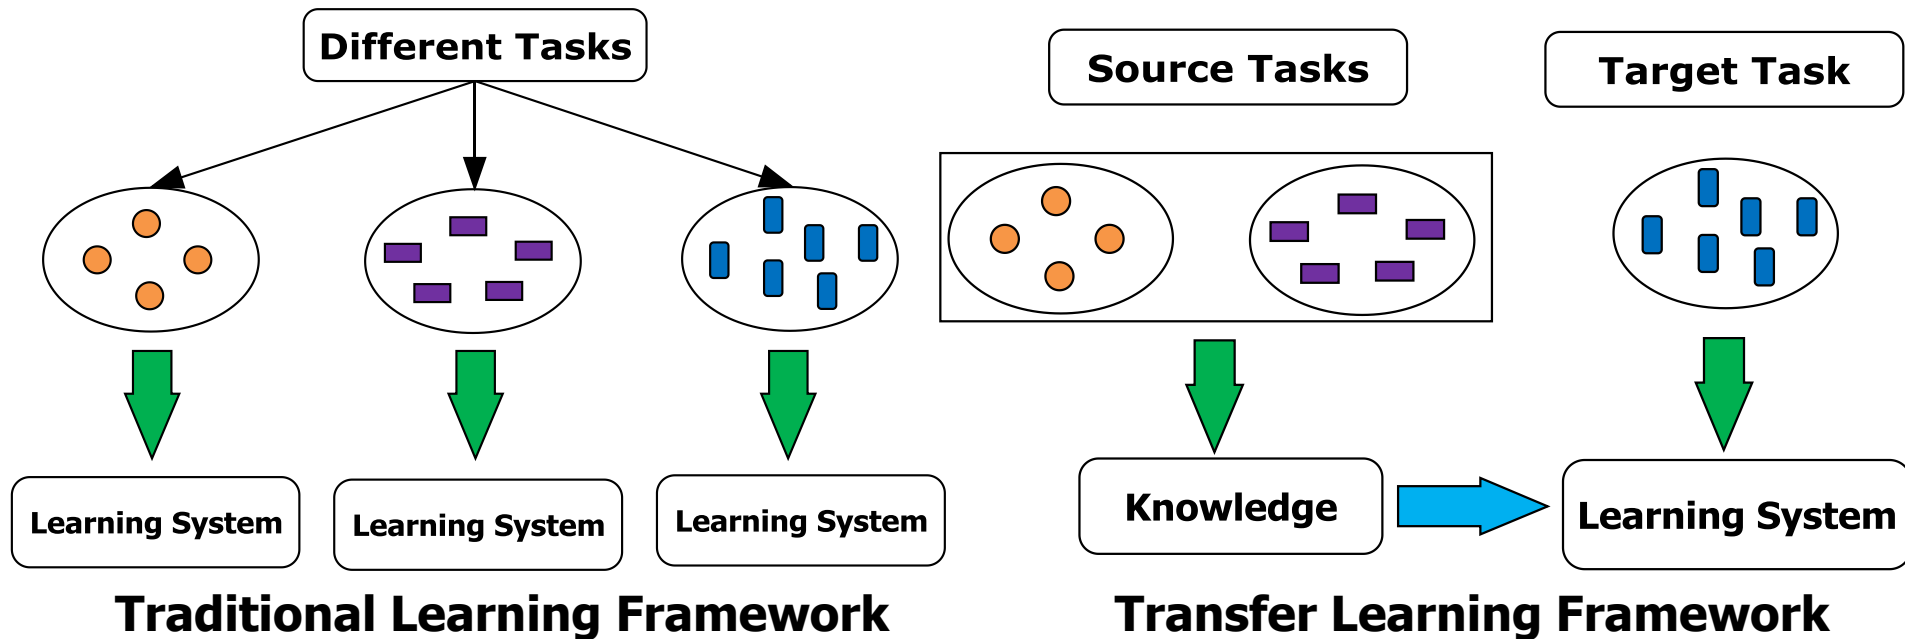 Different Tasks
Source Tasks
Target Task
Learning System
Learning System
Learning System
Knowledge
Learning System
Traditional Learning Framework
Transfer Learning Framework